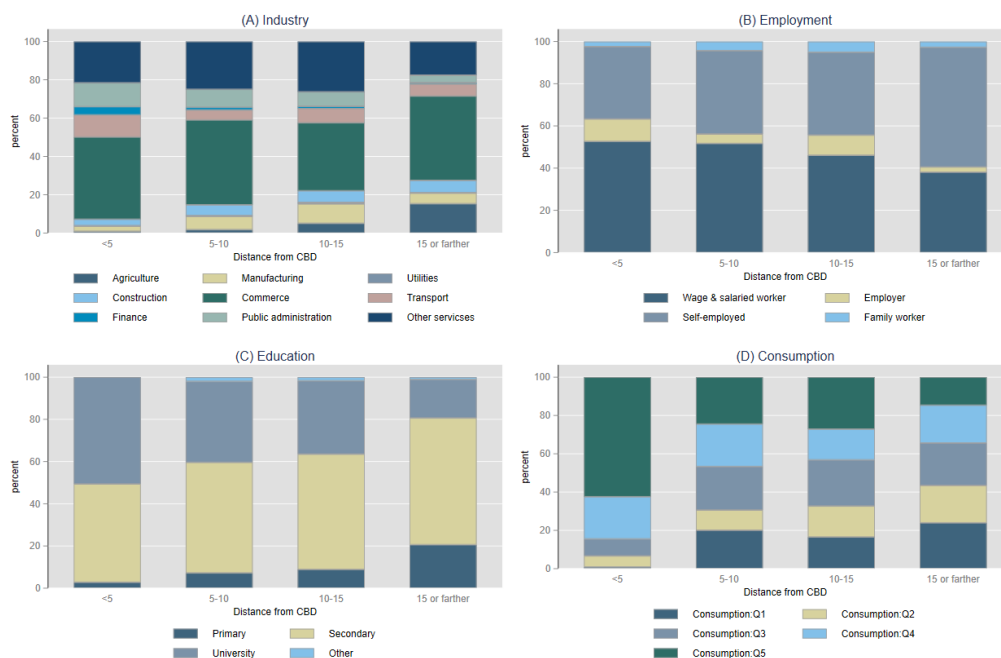 (A) Industry
percent
100
80
60
40
20
0
<5 5-10 10-15 15 or farther
Distance from CBD
Agriculture Manufacturing Utilities
Construction Commerce Transport
Finance Public administration Other servicses
(B) Employment
percent
100
80
60
40
20
0
<5 5-10 10-15 15 or farther
Distance from CBD
Wage & salaried worker Employer
Self-employed Family worker
(C) Education
percent
100
80
60
40
20
0
<5 5-10 10-15 15 or farther
Distance from CBD
Primary Secondary
University Other
(D) Consumption
percent
100
80
60
40
20
0
<5 5-10 10-15 15 or farther
Distance from CBD
Consumption:Q1 Consumption:Q2
Consumption:Q3 Consumption:Q4
Consumption:Q5